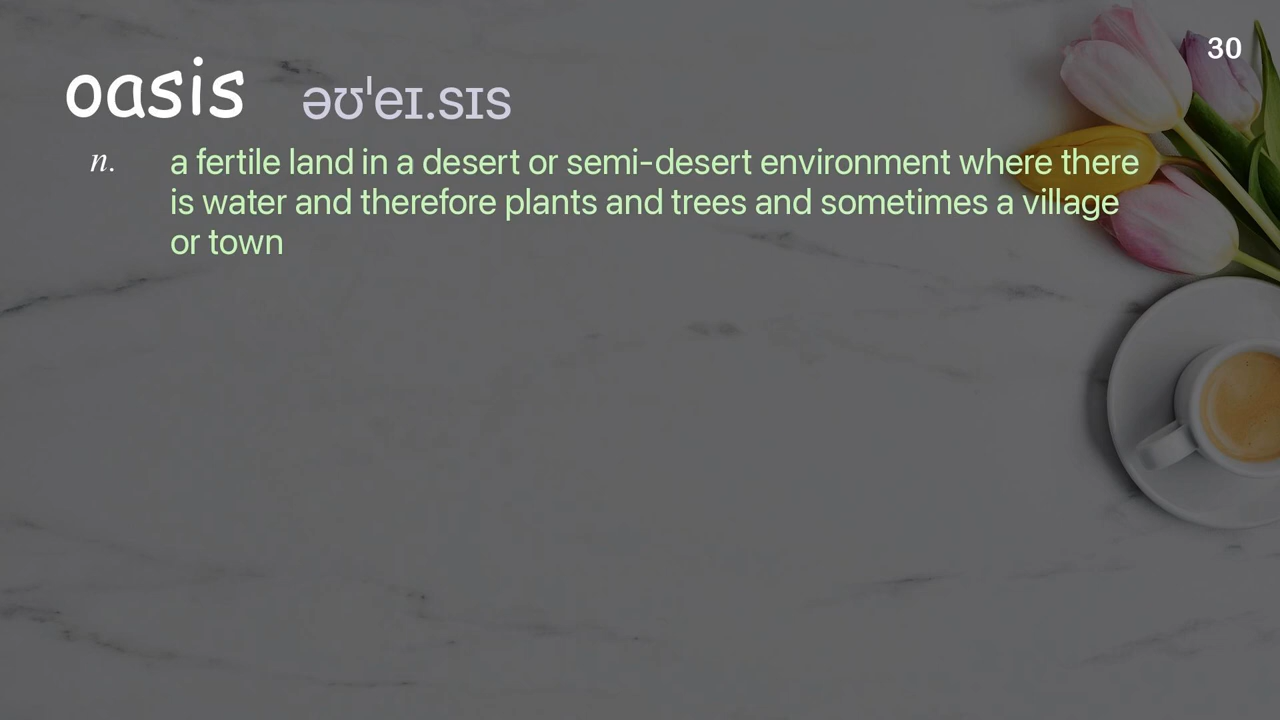 30
oasis əʊˈeɪ.sɪs
n. a fertile land in a desert or semi-desert environment where there
is water and therefore plants and trees and sometimes a village
or town